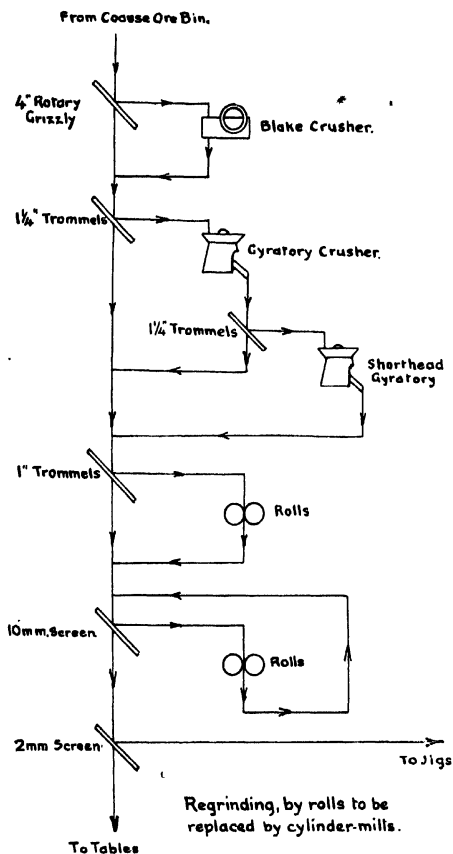 From Coause Ore Bin.
4" Rotary
Grizzly
Blake Crusher.
1¼" Trommels
Gyratory Crusher.
1¼" Trommels
Shorthead
Gyratory
1" Trommels
Rolls
10mm. Screen
Rolls
2mm Screen
To Jigs
Regrinding, by rolls to be
replaced by cylinder-mills.
To Tables